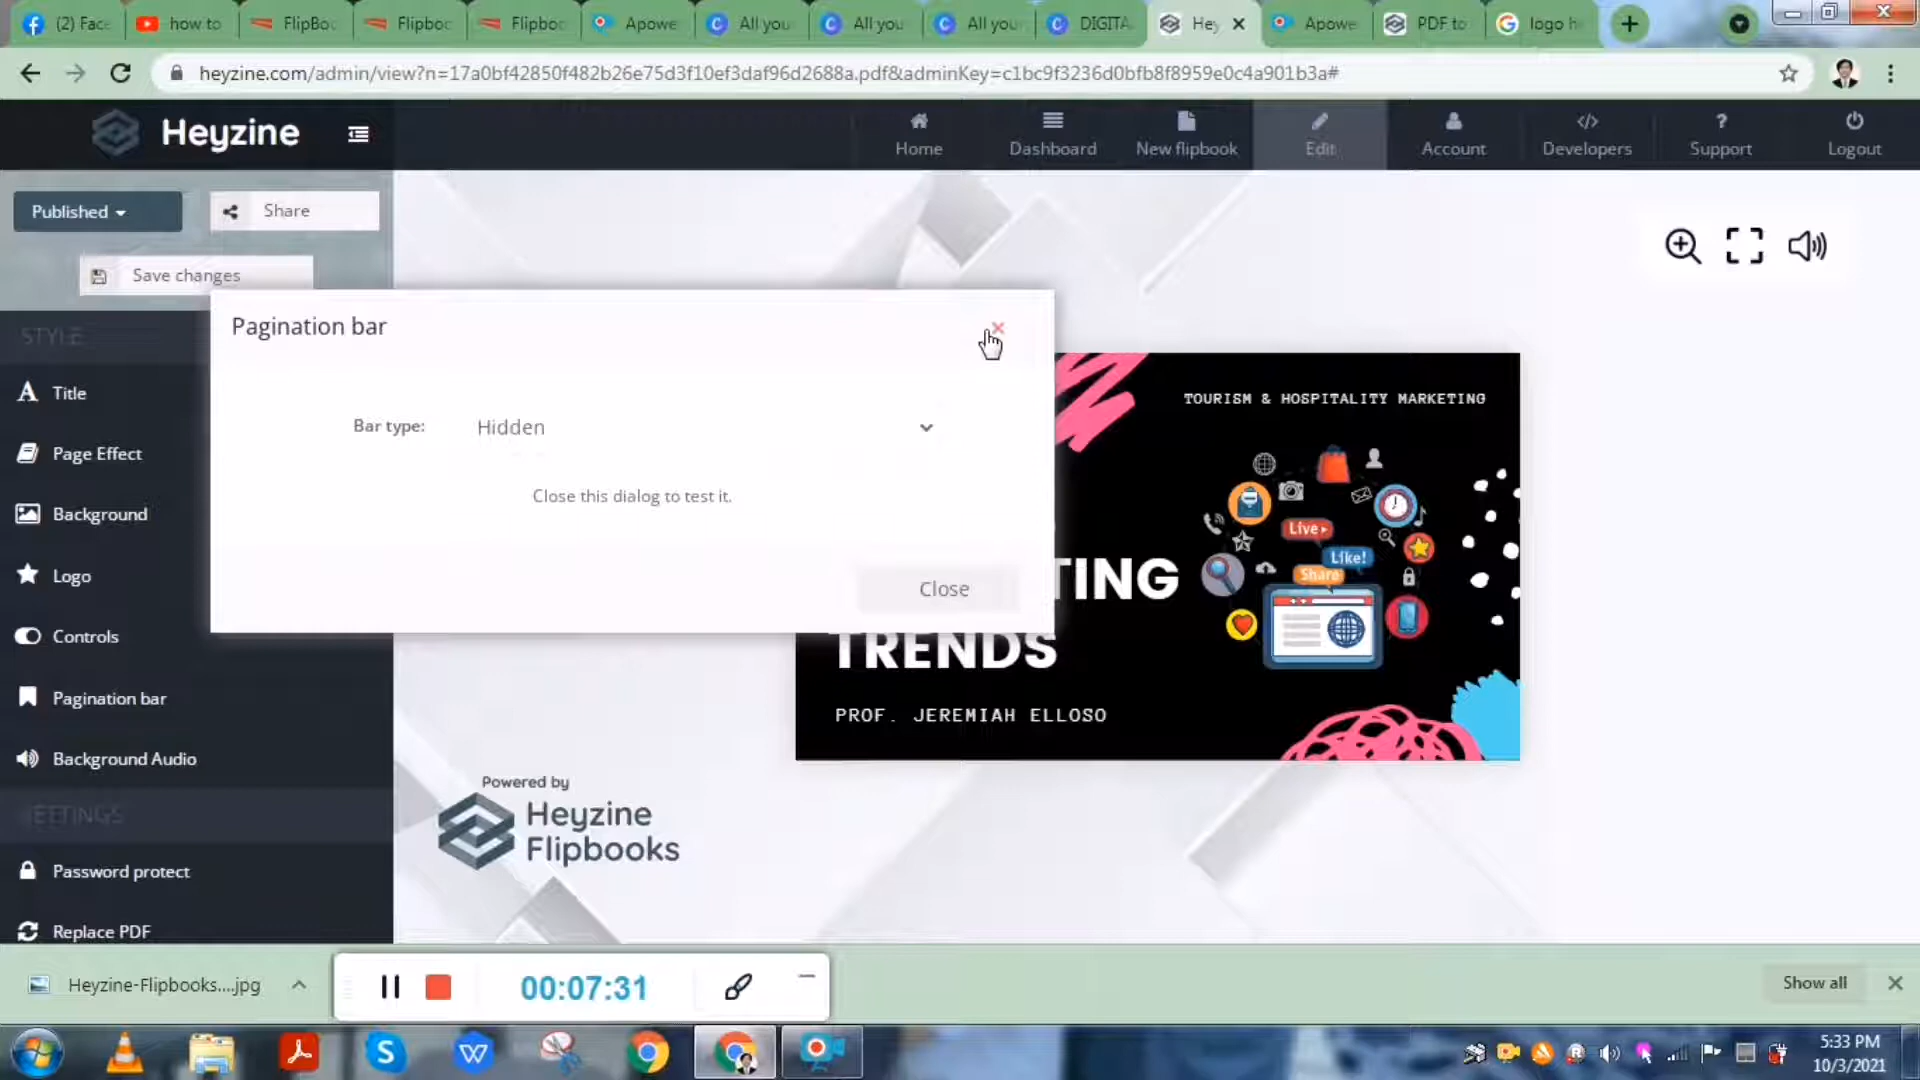 (2) Face
how to
FlipBo
Flipboo
Flipboo
Apowe
All you
All you
All you
DIGITA
Hey
Apowe
PDF to
logo h
heyzine.com/admin/view?n=17a0bf42850f482b26e75d3f10ef3daf96d2688a.pdf&adminKey=c1bc9f3236d0bfb8f8959e0c4a901b3a#
Heyzine
Home
Dashboard
New flipbook
Edit
Account
Developers
Support
Logout
Published
Share
Save changes
STYLE
Title
Page Effect
Background
Logo
Controls
Pagination bar
Background Audio
SETTINGS
Password protect
Replace PDF
Pagination bar
Bar type:
Hidden
Close this dialog to test it.
Close
TOURISM & HOSPITALITY MARKETING
Live
Like!
Share
TING
TRENDS
PROF. JEREMIAH ELLOSO
Powered by
Heyzine
Flipbooks
Heyzine-Flipbooks....jpg
00:07:31
Show all
5:33 PM
10/3/2021